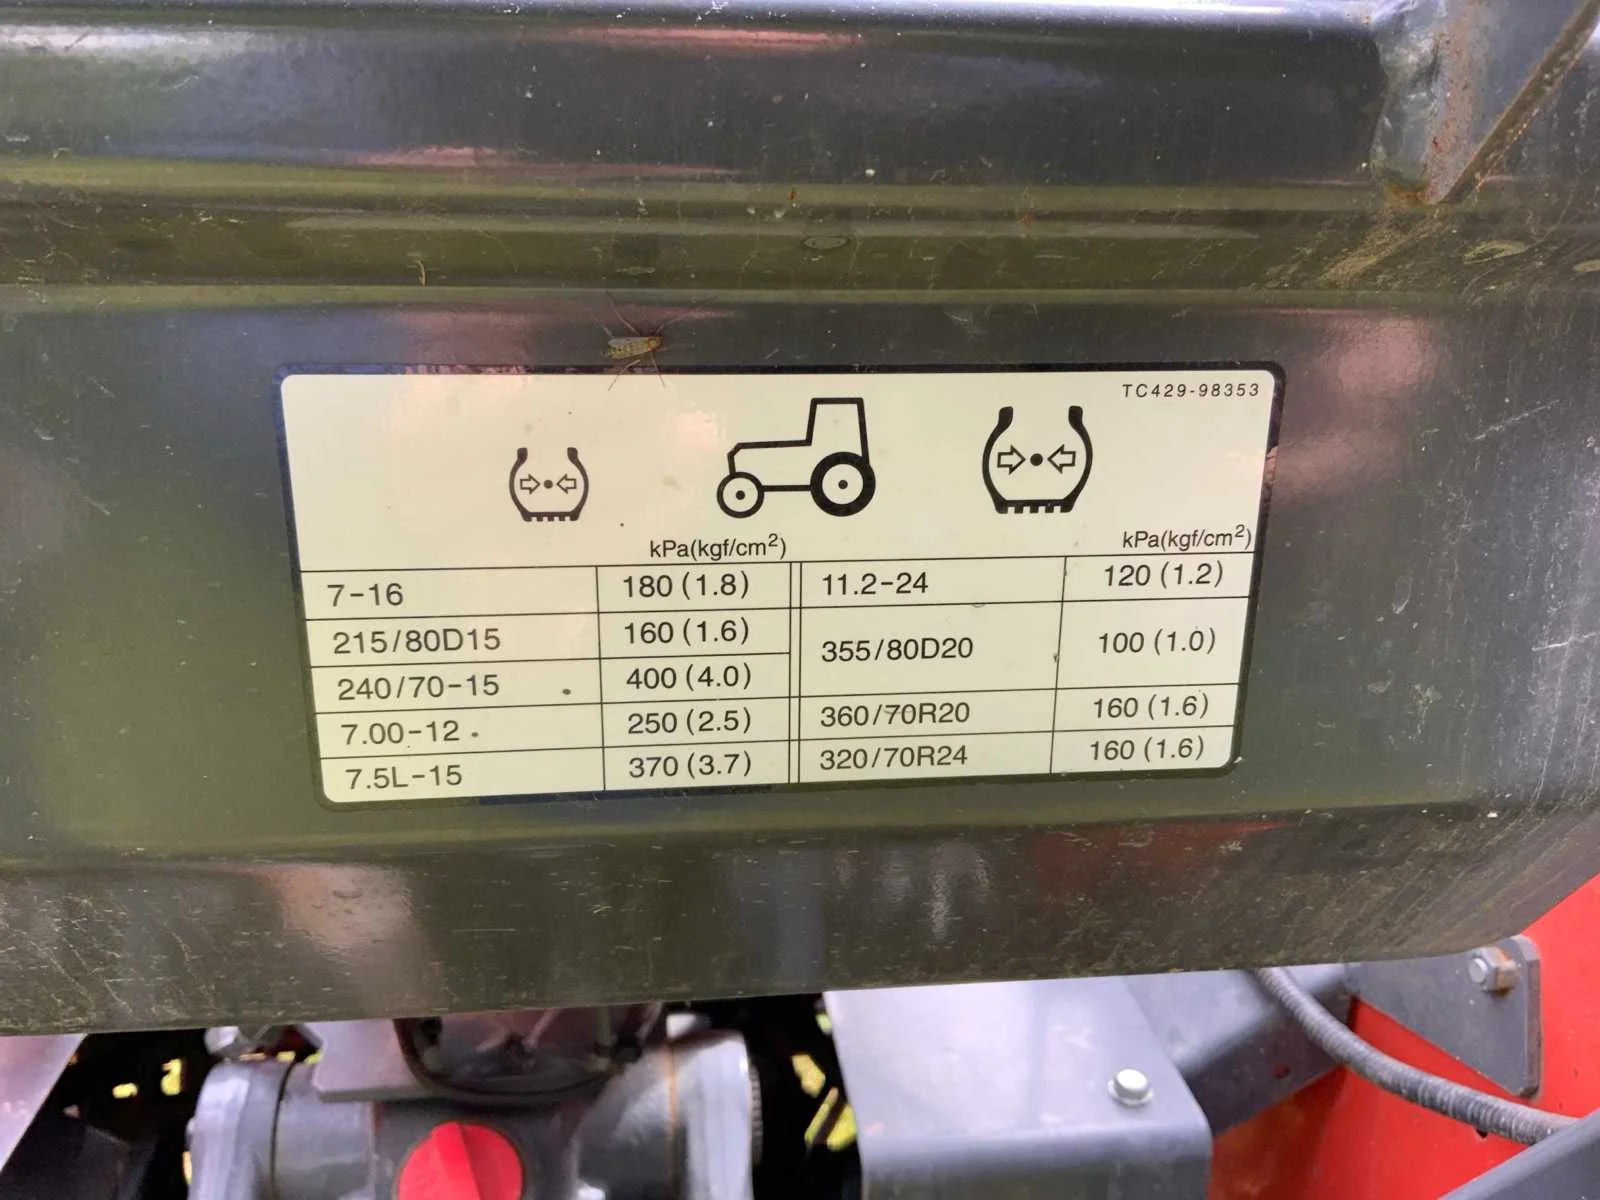 TC429-98353
kPa(kgf/cm2) kPa(kgf/cm2)
7-16 180 (1.8) 11.2-24 120 (1.2)
215/80D15 160 (1.6) 355/80D20 100 (1.0)
240/70-15 400 (4.0)
7.00-12 250 (2.5) 360/70R20 160 (1.6)
7.5L-15 370 (3.7) 320/70R24 160 (1.6)